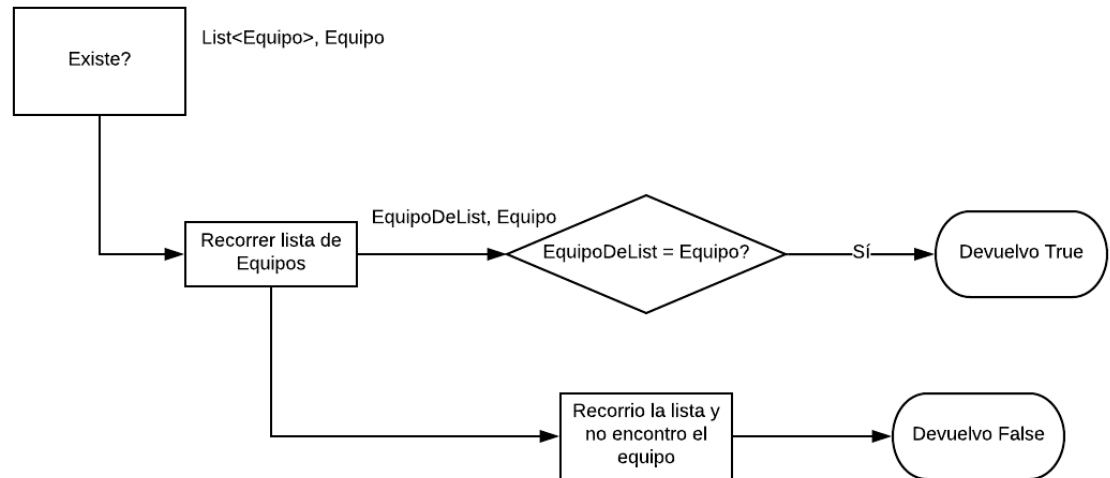 Existe?
List<Equipo>, Equipo
EquipoDeList, Equipo
Recorrer lista de
Equipos
EquipoDeList = Equipo?
Sí
Devuelvo True
Recorrio la lista y
no encontro el
equipo
Devuelvo False